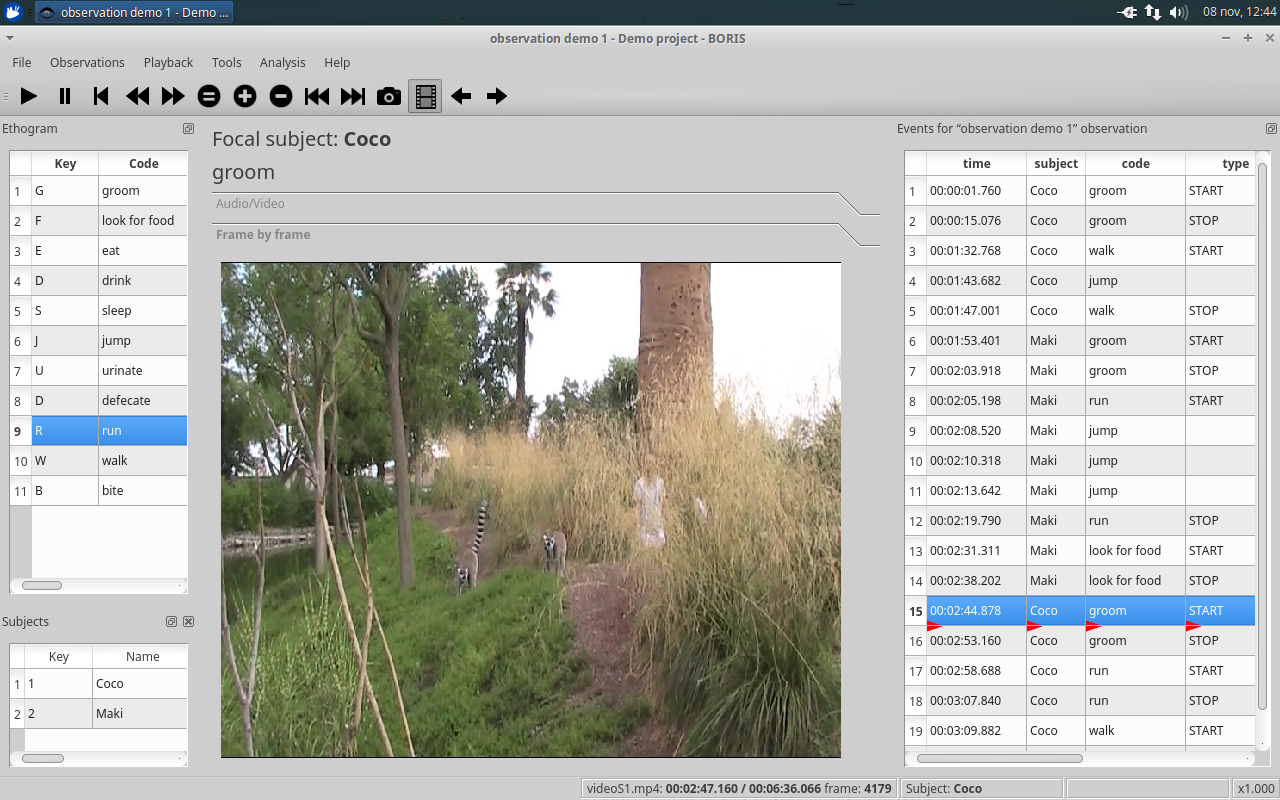 observation demo 1 - Demo ...
08 nov, 12:44
observation demo 1 - Demo project - BORIS
File Observations Playback Tools Analysis Help
Ethogram
Key Code
1 G groom
2 F look for food
3 E eat
4 D drink
5 S sleep
6 J jump
7 U urinate
8 D defecate
9 R run
10 W walk
11 B bite
Subjects
Key Name
1 1 Coco
2 2 Maki
Focal subject: Coco
groom
Audio/Video
Frame by frame
Events for “observation demo 1” observation
time subject code type
1 00:00:01.760 Coco groom START
2 00:00:15.076 Coco groom STOP
3 00:01:32.768 Coco walk START
4 00:01:43.682 Coco jump
5 00:01:47.001 Coco walk STOP
6 00:01:53.401 Maki groom START
7 00:02:03.918 Maki groom STOP
8 00:02:05.198 Maki run START
9 00:02:08.520 Maki jump
10 00:02:10.318 Maki jump
11 00:02:13.642 Maki jump
12 00:02:19.790 Maki run STOP
13 00:02:31.311 Maki look for food START
14 00:02:38.202 Maki look for food STOP
15 00:02:44.878 Coco groom START
16 00:02:53.160 Coco groom STOP
17 00:02:58.688 Coco run START
18 00:03:07.840 Coco run STOP
19 00:03:09.882 Coco walk START
videoS1.mp4: 00:02:47.160 / 00:06:36.066 frame: 4179
Subject: Coco
x1.000